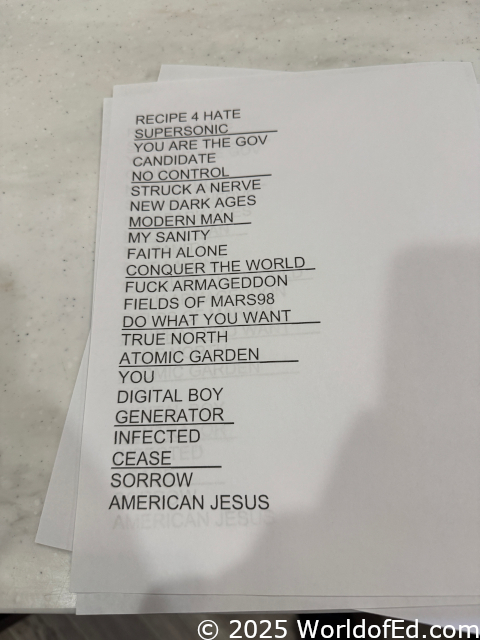 RECIPE 4 HATE
SUPERSONIC
YOU ARE THE GOV
CANDIDATE
NO CONTROL
STRUCK A NERVE
NEW DARK AGES
MODERN MAN
MY SANITY
FAITH ALONE
CONQUER THE WORLD
FUCK ARMAGEDDON
FIELDS OF MARS98
DO WHAT YOU WANT
TRUE NORTH
ATOMIC GARDEN
YOU
DIGITAL BOY
GENERATOR
INFECTED
CEASE
SORROW
AMERICAN JESUS
© 2025 WorldofEd.com